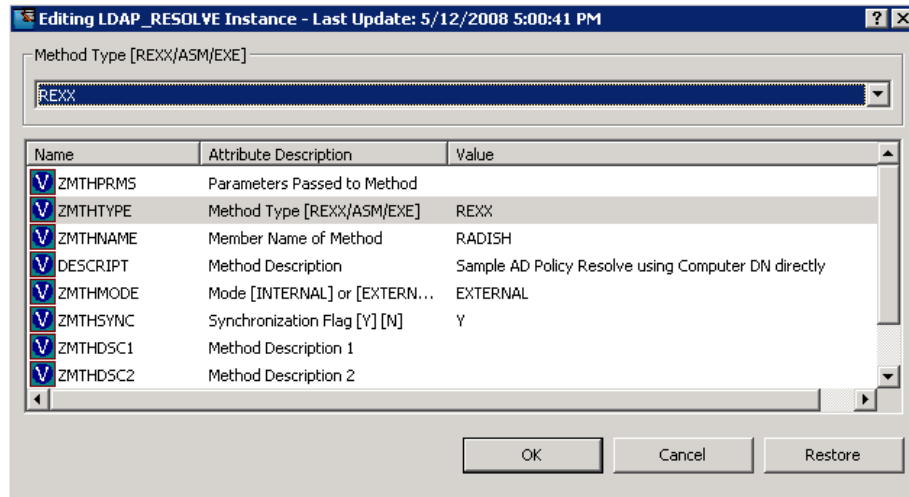 Editing LDAP_RESOLVE Instance - Last Update: 5/12/2008 5:00:41 PM
Method Type [REXX/ASM/EXE]
REXX
Name Attribute Description Value
V ZMTHPRMS Parameters Passed to Method
V ZMTHTYPE Method Type [REXX/ASM/EXE] REXX
V ZMTHNAME Member Name of Method RADISH
V DESCRIPT Method Description Sample AD Policy Resolve using Computer DN directly
V ZMTHMODE Mode [INTERNAL] or [EXTERN... EXTERNAL
V ZMTHSYNC Synchronization Flag [Y] [N] Y
V ZMTHDSC1 Method Description 1
V ZMTHDSC2 Method Description 2
OK Cancel Restore